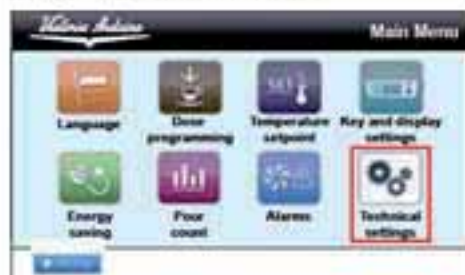 Victoria Arduino
Main Menu
Language
Dose
programming
Temperature
setpoint
Key and display
settings
Energy
saving
Pour
count
Alarms
Technical
settings